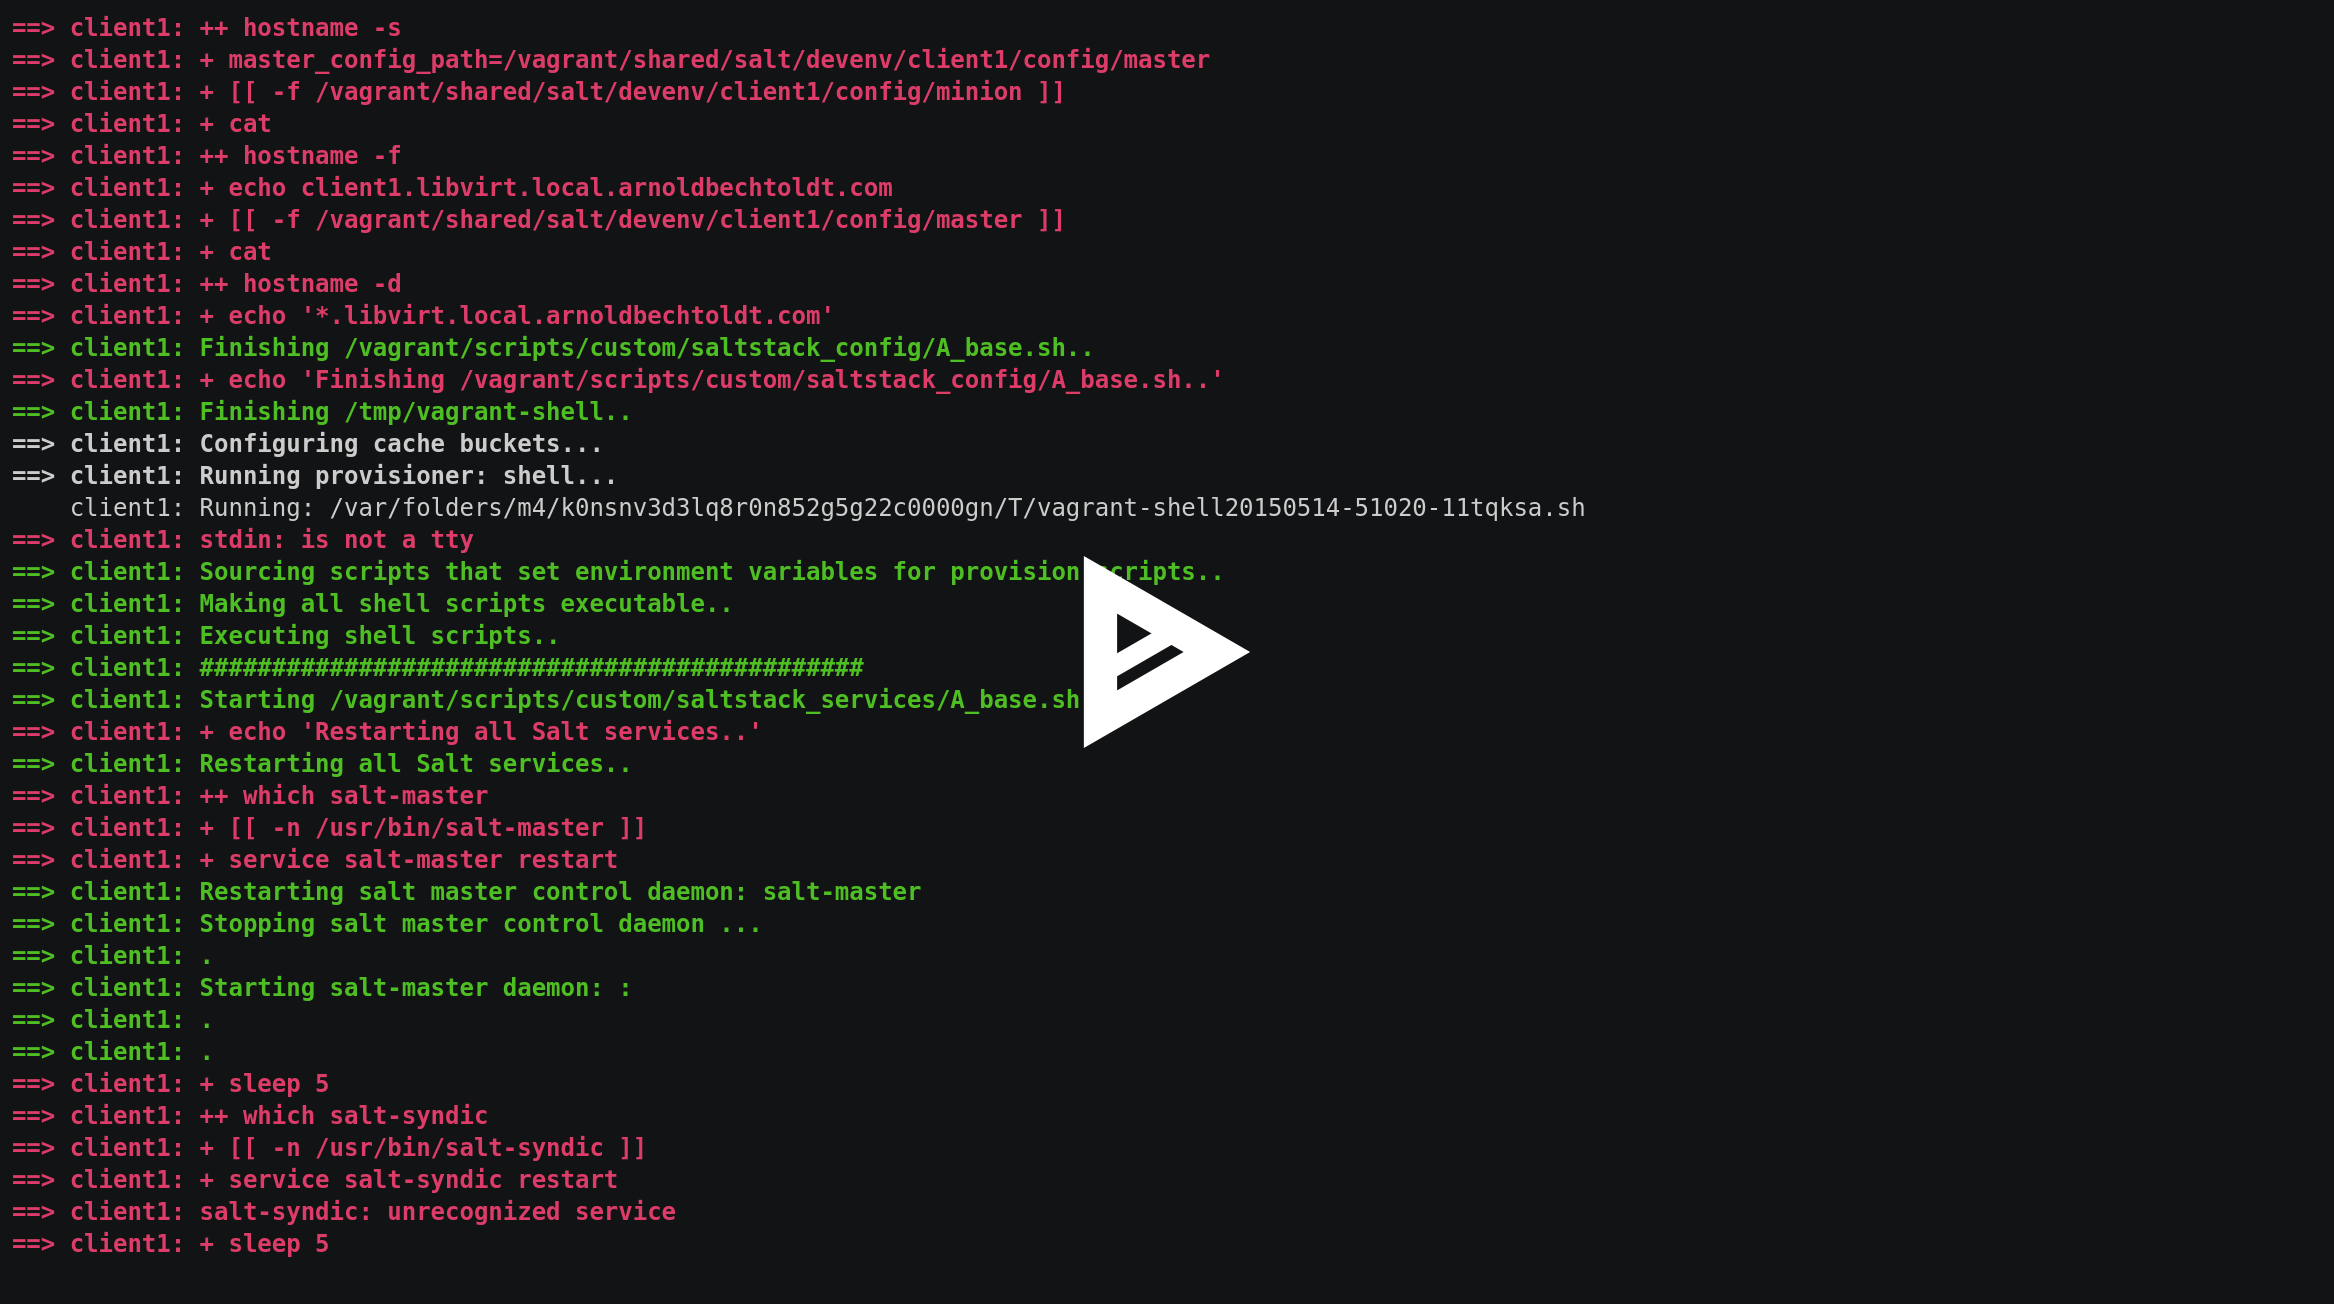 ==> client1: ++ hostname -s
==> client1: + master_config_path=/vagrant/shared/salt/devenv/client1/config/master
==> client1: + [[ -f /vagrant/shared/salt/devenv/client1/config/minion ]]
==> client1: + cat
==> client1: ++ hostname -f
==> client1: + echo client1.libvirt.local.arnoldbechtoldt.com
==> client1: + [[ -f /vagrant/shared/salt/devenv/client1/config/master ]]
==> client1: + cat
==> client1: ++ hostname -d
==> client1: + echo '*.libvirt.local.arnoldbechtoldt.com'
==> client1: Finishing /vagrant/scripts/custom/saltstack_config/A_base.sh..
==> client1: + echo 'Finishing /vagrant/scripts/custom/saltstack_config/A_base.sh..'
==> client1: Finishing /tmp/vagrant-shell..
==> client1: Configuring cache buckets...
==> client1: Running provisioner: shell...
    client1: Running: /var/folders/m4/k0nsnv3d3lq8r0n852g5g22c0000gn/T/vagrant-shell20150514-51020-11tqksa.sh
==> client1: stdin: is not a tty
==> client1: Sourcing scripts that set environment variables for provision scripts..
==> client1: Making all shell scripts executable..
==> client1: Executing shell scripts..
==> client1: ##############################################
==> client1: Starting /vagrant/scripts/custom/saltstack_services/A_base.sh
==> client1: + echo 'Restarting all Salt services..'
==> client1: Restarting all Salt services..
==> client1: ++ which salt-master
==> client1: + [[ -n /usr/bin/salt-master ]]
==> client1: + service salt-master restart
==> client1: Restarting salt master control daemon: salt-master
==> client1: Stopping salt master control daemon ...
==> client1: .
==> client1: Starting salt-master daemon: :
==> client1: .
==> client1: .
==> client1: + sleep 5
==> client1: ++ which salt-syndic
==> client1: + [[ -n /usr/bin/salt-syndic ]]
==> client1: + service salt-syndic restart
==> client1: salt-syndic: unrecognized service
==> client1: + sleep 5